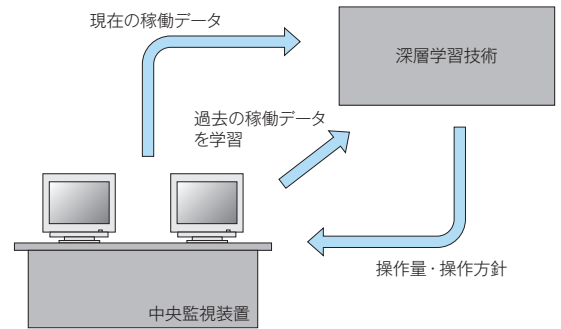 現在の稼働データ
深層学習技術
過去の稼働データ
を学習
操作量・操作方針
中央監視装置